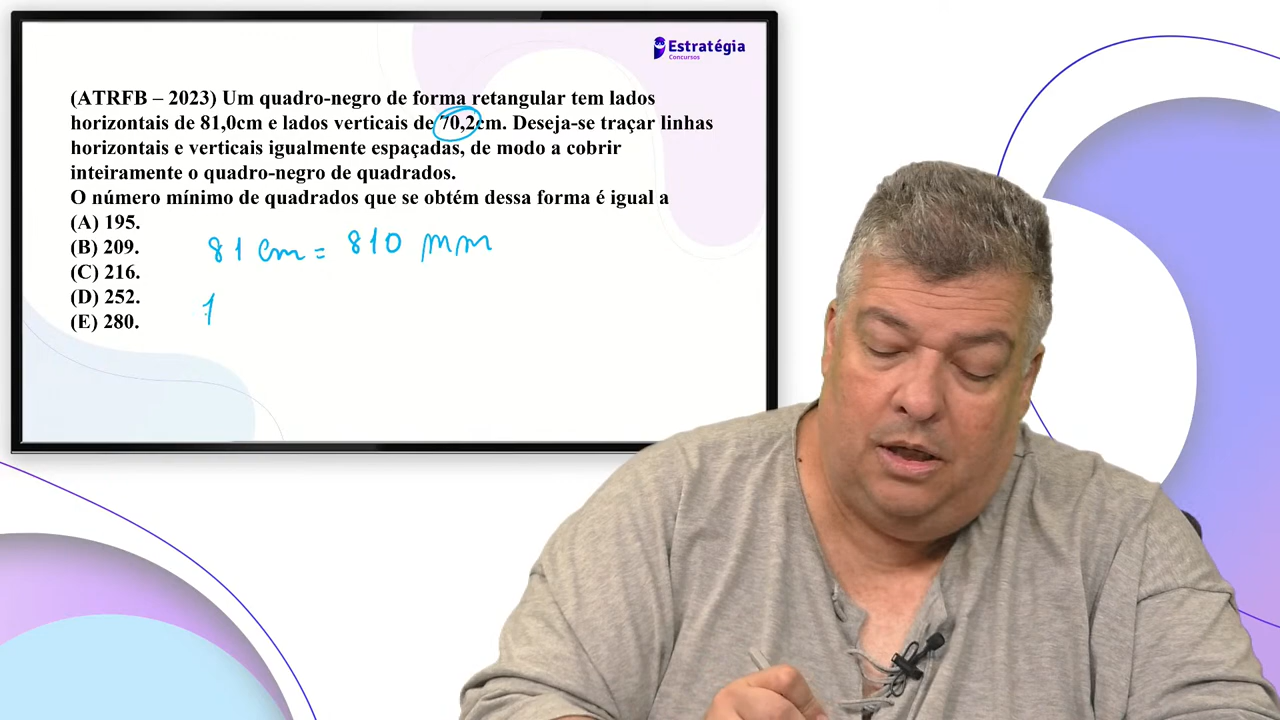 Estratégia
Concursos
(ATRFB – 2023) Um quadro-negro de forma retangular tem lados
horizontais de 81,0cm e lados verticais de 70,2cm. Deseja-se traçar linhas
horizontais e verticais igualmente espaçadas, de modo a cobrir
inteiramente o quadro-negro de quadrados.
O número mínimo de quadrados que se obtém dessa forma é igual a
(A) 195.
(B) 209.
(C) 216.
(D) 252.
(E) 280.
81 cm = 810 mm